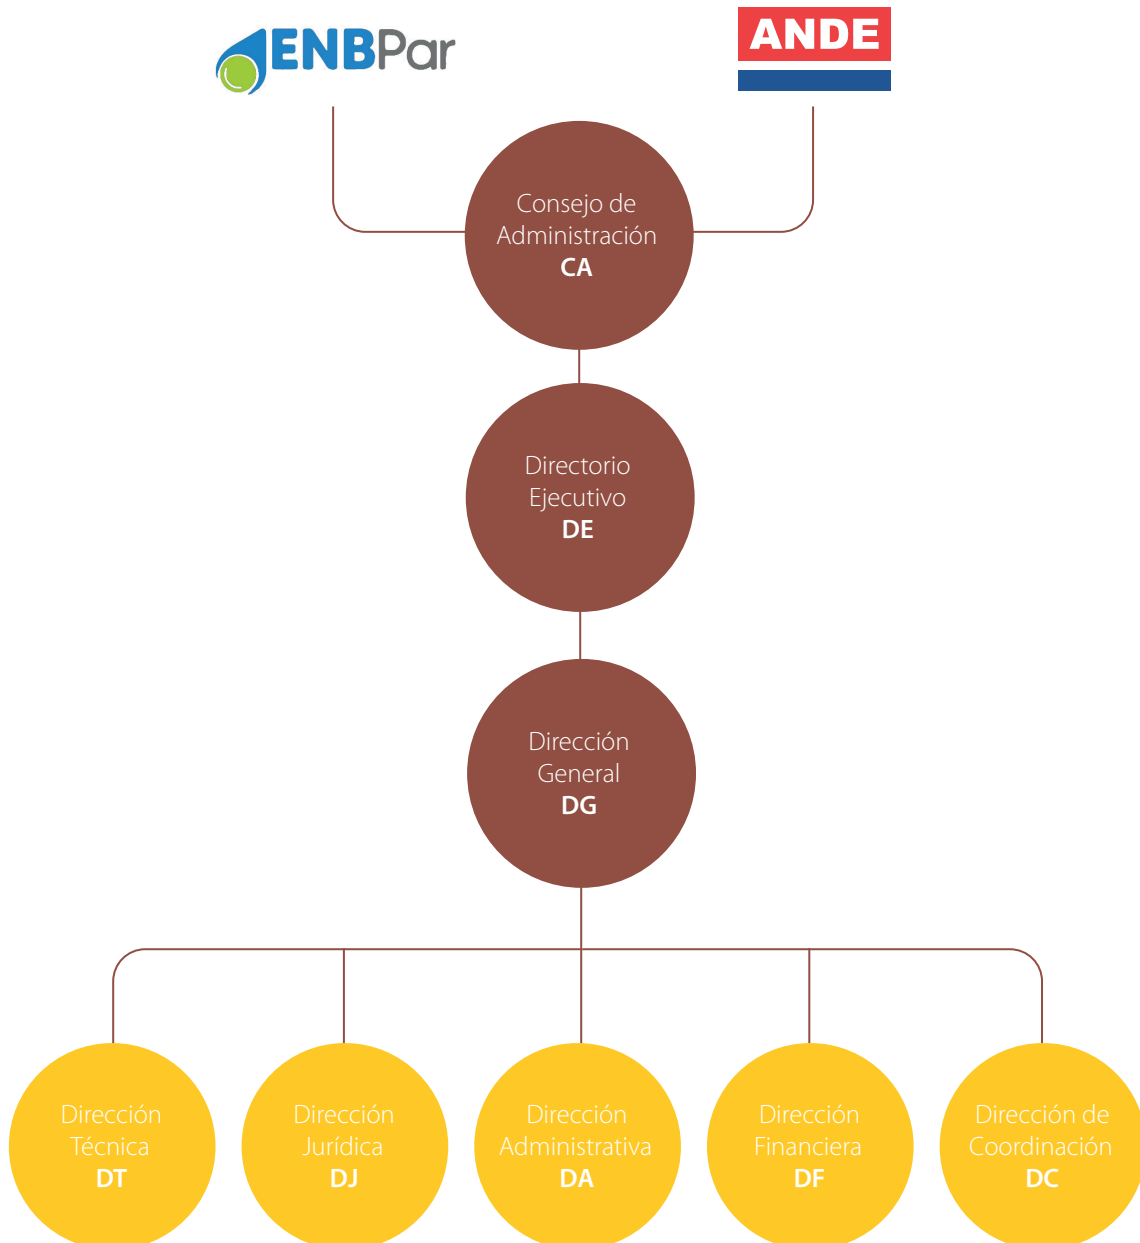 ENBPar
ANDE
Consejo de
Administración
CA
Directorio
Ejecutivo
DE
Dirección
General
DG
Dirección
Técnica
DT
Dirección
Jurídica
DJ
Dirección
Administrativa
DA
Dirección
Financiera
DF
Dirección de
Coordinación
DC